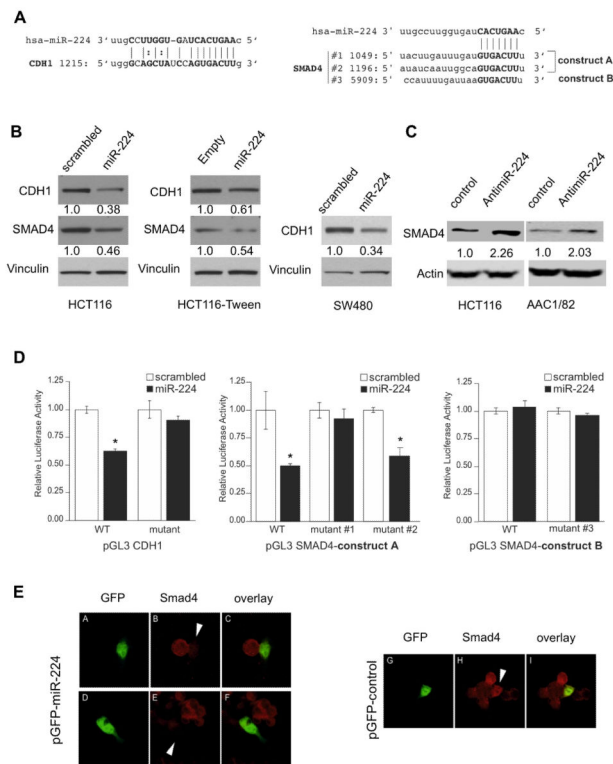 A
hsa-miR-224 3‘uugCCUUGGU-GAUCACUGAAc 5‘
CDH1 1215: 5‘uugGCAGCUAUCCAGUGACUUg 3‘
hsa-miR-224 3‘ uugccuuggugauCACUGAAc 5‘
#1 1049: 5‘ uacuugauuuuaGUGACUUu 3‘
construct A
SMAD4 #2 1196: 5‘ auaucaauuuggcaGUGACUUu 3‘
#3 5909: 5‘ ccauuuugauuaaGUGACUUu 3‘ construct B
B
scrambled miR-224
Empty miR-224
scrambled miR-224
CDH1
1.0 0.38
CDH1
1.0 0.61
SMAD4
1.0 0.46
SMAD4
1.0 0.54
CDH1
1.0 0.34
Vinculin
Vinculin
Vinculin
HCT116
HCT116-Tween
SW480
C
control AntimiR-224 control AntimiR-224
SMAD4
1.0 2.26 1.0 2.03
Actin
HCT116 AAC1/82
D
Relative Luciferase Activity
1.25
1.00
0.75
0.50
0.25
0
scrambled
miR-224
*
WT mutant
pGL3 CDH1
Relative Luciferase Activity
1.25
1.00
0.75
0.50
0.25
0
scrambled
miR-224
* *
WT mutant #1 mutant #2
pGL3 SMAD4-construct A
Relative Luciferase Activity
1.25
1.00
0.75
0.50
0.25
0
scrambled
miR-224
WT mutant #3
pGL3 SMAD4-construct B
E
GFP Smad4 overlay
pGFP-miR-224
A B C
D E F
GFP Smad4 overlay
pGFP-control
G H I